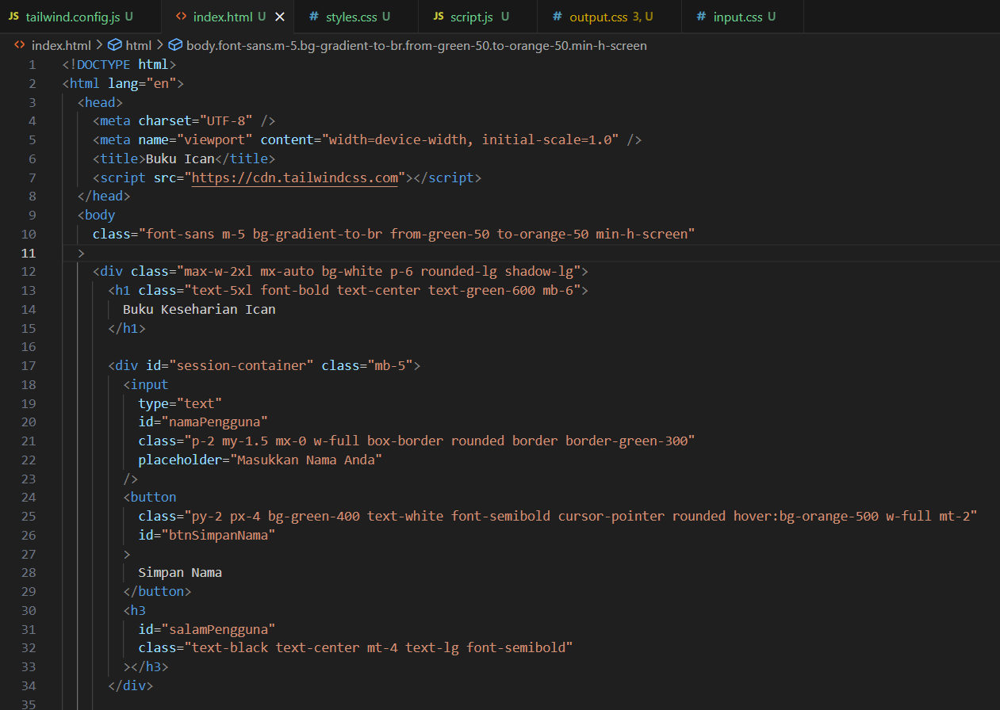 JS tailwind.config.js U <> index.html U × # styles.css U JS script.js U # output.css 3, U # input.css U
<> index.html > html > body.font-sans.m-5.bg-gradient-to-br.from-green-50.to-orange-50.min-h-screen
1 <!DOCTYPE html>
2 <html lang="en">
3 <head>
4 <meta charset="UTF-8" />
5 <meta name="viewport" content="width=device-width, initial-scale=1.0" />
6 <title>Buku Ican</title>
7 <script src="https://cdn.tailwindcss.com"></script>
8 </head>
9 <body
10 class="font-sans m-5 bg-gradient-to-br from-green-50 to-orange-50 min-h-screen"
11 >
12 <div class="max-w-2xl mx-auto bg-white p-6 rounded-lg shadow-lg">
13 <h1 class="text-5xl font-bold text-center text-green-600 mb-6">
14 Buku Keseharian Ican
15 </h1>
16
17 <div id="session-container" class="mb-5">
18 <input
19 type="text"
20 id="namaPengguna"
21 class="p-2 my-1.5 mx-0 w-full box-border rounded border border-green-300"
22 placeholder="Masukkan Nama Anda"
23 />
24 <button
25 class="py-2 px-4 bg-green-400 text-white font-semibold cursor-pointer rounded hover:bg-orange-500 w-full mt-2"
26 id="btnSimpanNama"
27 >
28 Simpan Nama
29 </button>
30 <h3
31 id="salamPengguna"
32 class="text-black text-center mt-4 text-lg font-semibold"
33 ></h3>
34 </div>
35